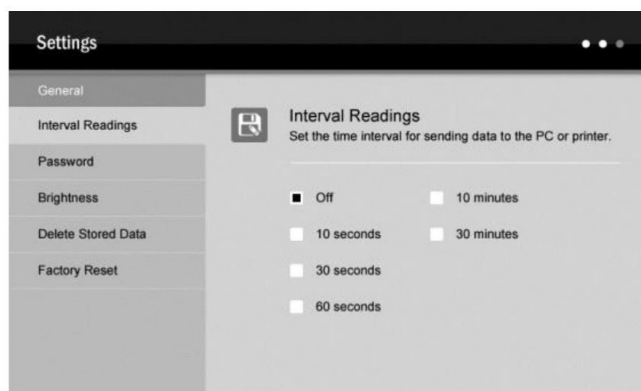 Settings
General
Interval Readings
Password
Brightness
Delete Stored Data
Factory Reset
Interval Readings
Set the time interval for sending data to the PC or printer.
Off
10 minutes
10 seconds
30 minutes
30 seconds
60 seconds